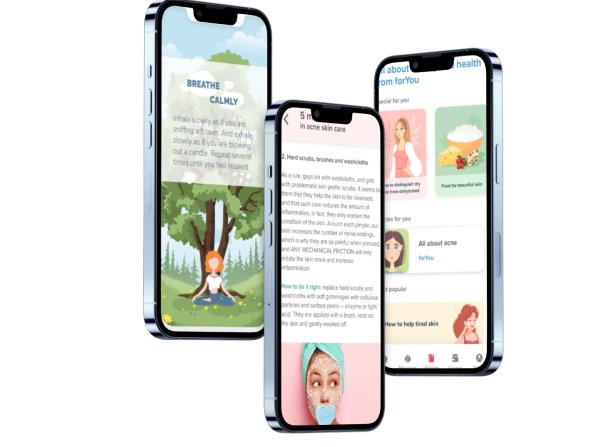 BREATHE
CALMLY
Inhale slowly as if you are
sniffing a flower. And exhale
slowly as if you are blowing
out a candle. Repeat several
times until you feel relaxed
5 m
in acne skin care
2. Hard scrubs, brushes and washcloths
As a rule, guys sin with washcloths, and girls
with problematic skin prefer scrubs. It seems to
them that they help the skin to be cleansed,
and that such care reduces the amount of
inflammation. In fact, they only worsen the
condition of the skin. Around each pimple, our
skin increases the number of nerve endings,
which is why they are so painful when pressed,
and ANY MECHANICAL FRICTION will only
irritate the skin more and increase
inflammation.
How to do it right: replace hard scrubs and
washcloths with soft gommages with cellulose
particles and surface peels — enzyme or light
acid. They are applied with a brush, kept on
the skin and gently washed off.
ll about health
rom forYou
pecial for you
to distinguish dry
skin from dehydrated
Food for beautiful skin
cles for you
All about acne
forYou
popular
How to help tired skin